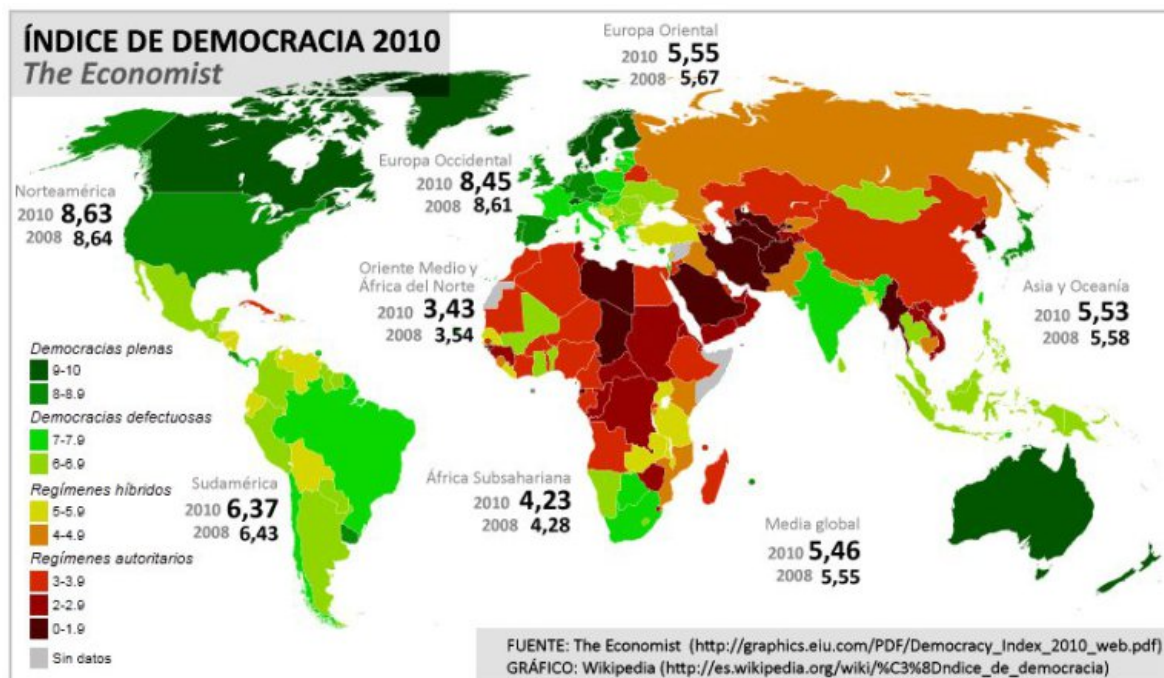 ÍNDICE DE DEMOCRACIA 2010
The Economist
Europa Oriental
2010 5,55
2008 5,67
Europa Occidental
2010 8,45
2008 8,61
Norteamérica
2010 8,63
2008 8,64
Oriente Medio y
África del Norte
2010 3,43
2008 3,54
Asia y Oceanía
2010 5,53
2008 5,58
Democracias plenas
9-10
8-8.9
Democracias defectuosas
7-7.9
6-6.9
Regímenes híbridos
5-5.9
4-4.9
Regímenes autoritarios
3-3.9
2-2.9
0-1.9
Sin datos
Sudamérica
2010 6,37
2008 6,43
África Subsahariana
2010 4,23
2008 4,28
Media global
2010 5,46
2008 5,55
FUENTE: The Economist (http://graphics.eiu.com/PDF/Democracy_Index_2010_web.pdf)
GRÁFICO: Wikipedia (http://es.wikipedia.org/wiki/%C3%8Dndice_de_democracia)